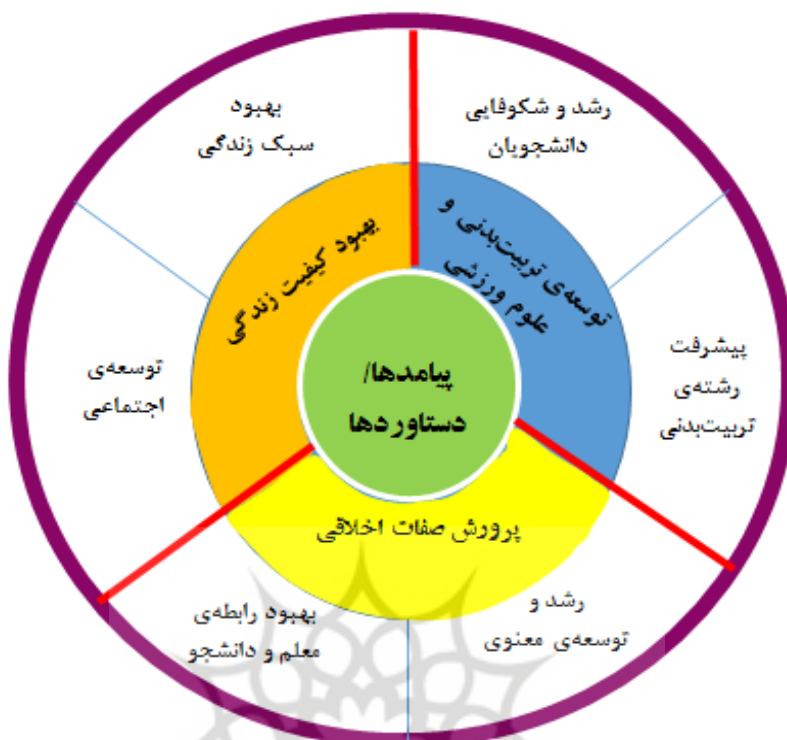 رشد و شکوفایی
دانشجویان
بهبود
سبک زندگی
توسعه‌ی تربیت‌بدنی و
علوم ورزشی
بهبود کیفیت زندگی
پیشرفت
رشته‌ی
تربیت‌بدنی
توسعه‌ی
اجتماعی
پیامدها/
دستاوردها
پرورش صفات اخلاقی
رشد و
توسعه‌ی معنوی
بهبود رابطه‌ی
معلم و دانشجو